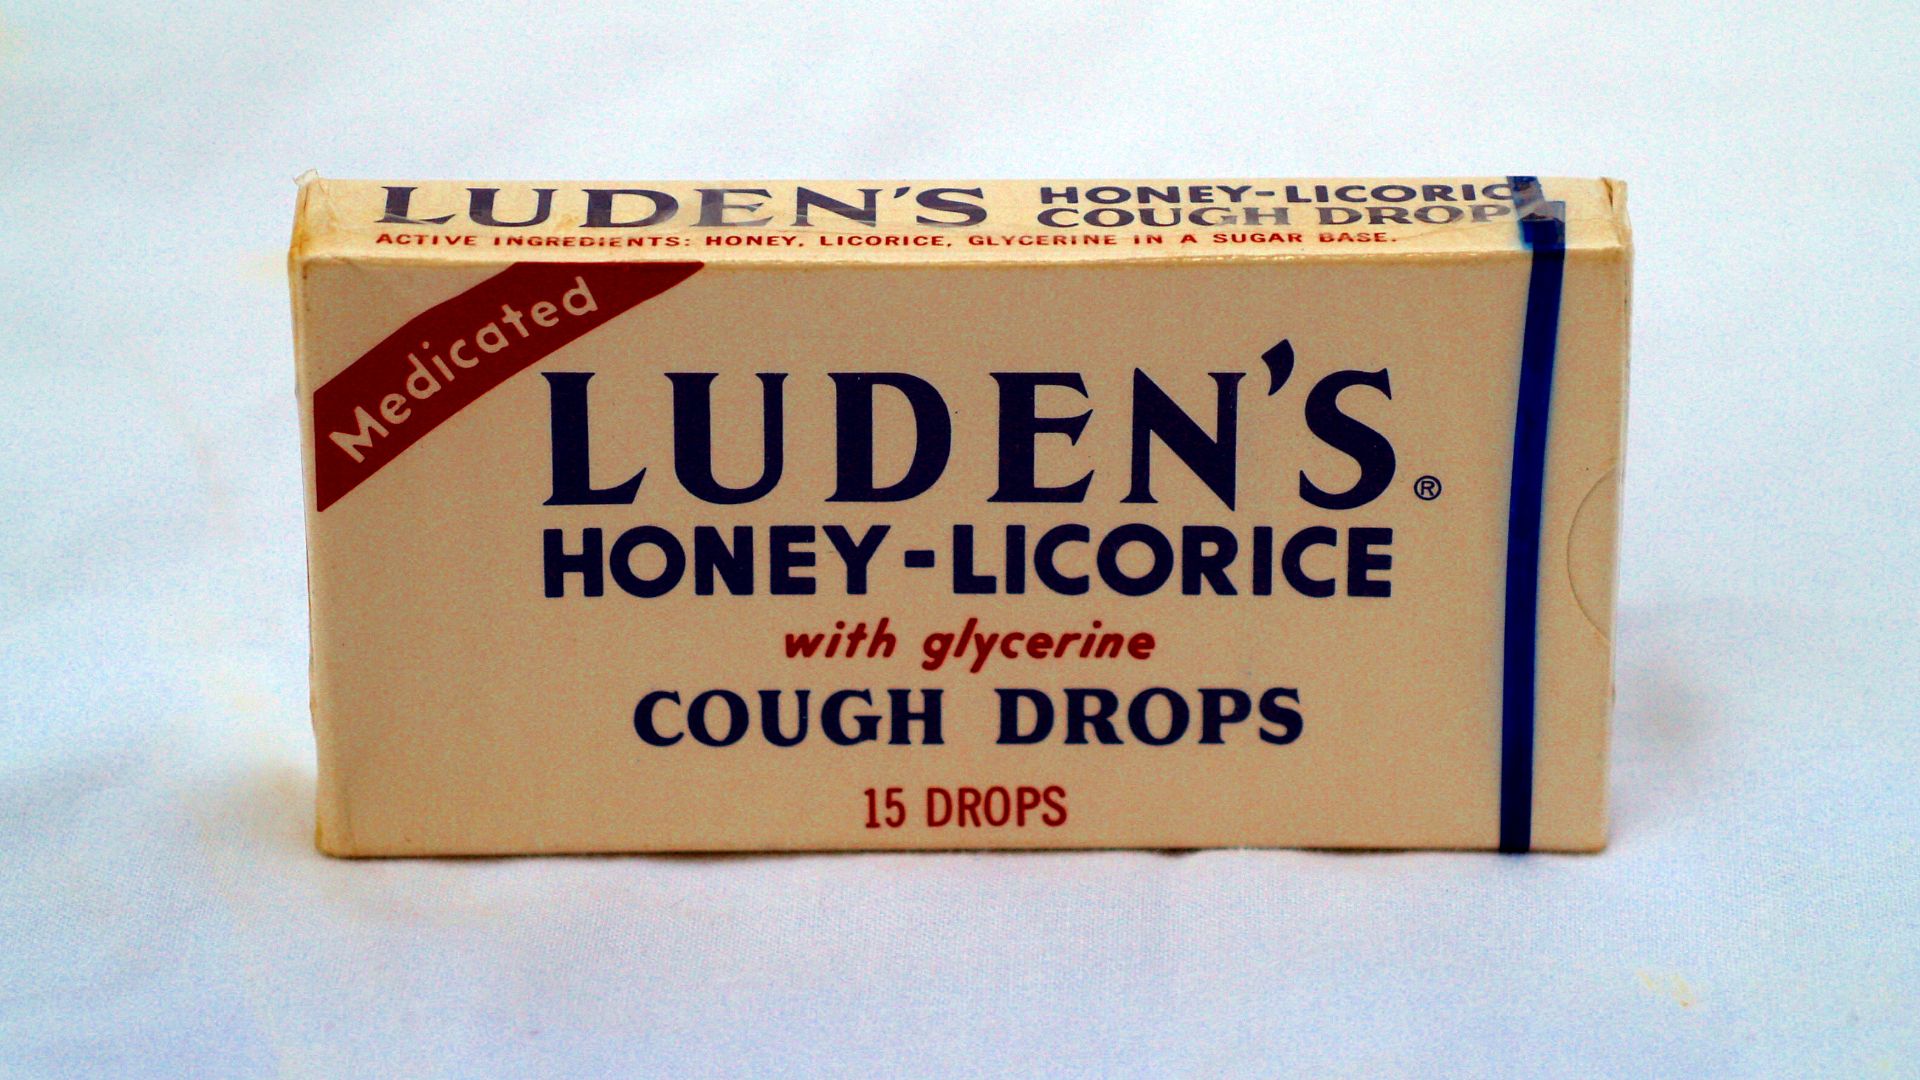 LUDEN'S HONEY-LICORIC
COUGH DROP
ACTIVE INGREDIENTS: HONEY, LICORICE, GLYCERINE IN A SUGAR BASE.
Medicated
LUDEN'S®
HONEY-LICORICE
with glycerine
COUGH DROPS
15 DROPS